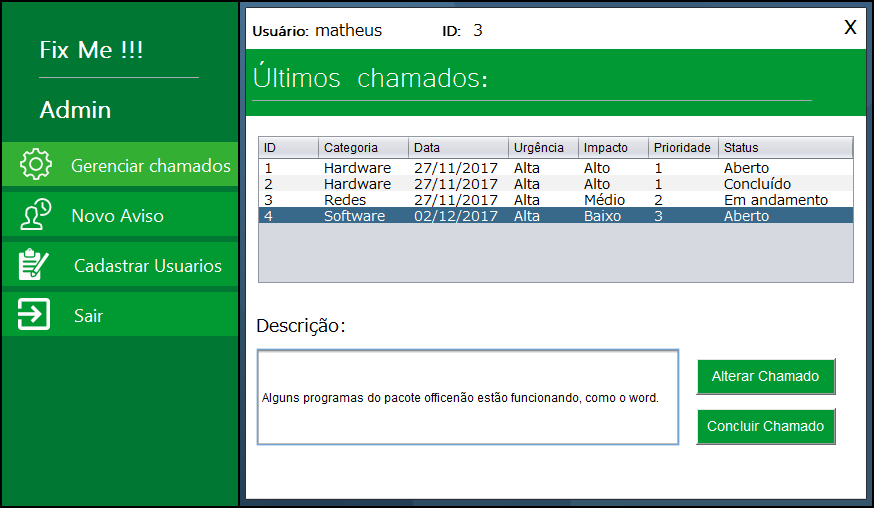 Fix Me !!!
Admin
Gerenciar chamados
Novo Aviso
Cadastrar Usuarios
Sair
Usuário: matheus ID: 3 X
Últimos chamados:
ID Categoria Data Urgência Impacto Prioridade Status
1 Hardware 27/11/2017 Alta Alto 1 Aberto
2 Hardware 27/11/2017 Alta Alto 1 Concluído
3 Redes 27/11/2017 Alta Médio 2 Em andamento
4 Software 02/12/2017 Alta Baixo 3 Aberto
Descrição:
Alguns programas do pacote officenão estão funcionando, como o word.
Alterar Chamado
Concluir Chamado